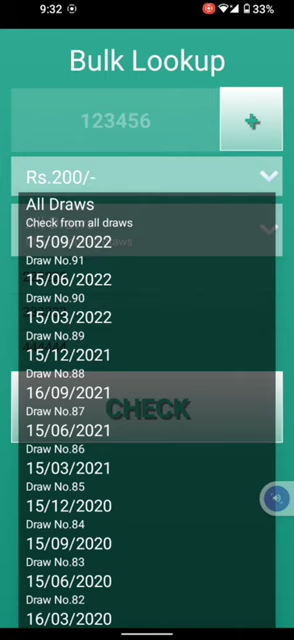 9:32
33%
Bulk Lookup
123456
+
Rs.200/-
All Draws
Check from all draws
15/09/2022
Draw No.91
15/06/2022
Draw No.90
15/03/2022
Draw No.89
15/12/2021
Draw No.88
16/09/2021
Draw No.87
CHECK
15/06/2021
Draw No.86
15/03/2021
Draw No.85
15/12/2020
Draw No.84
15/09/2020
Draw No.83
15/06/2020
Draw No.82
16/03/2020